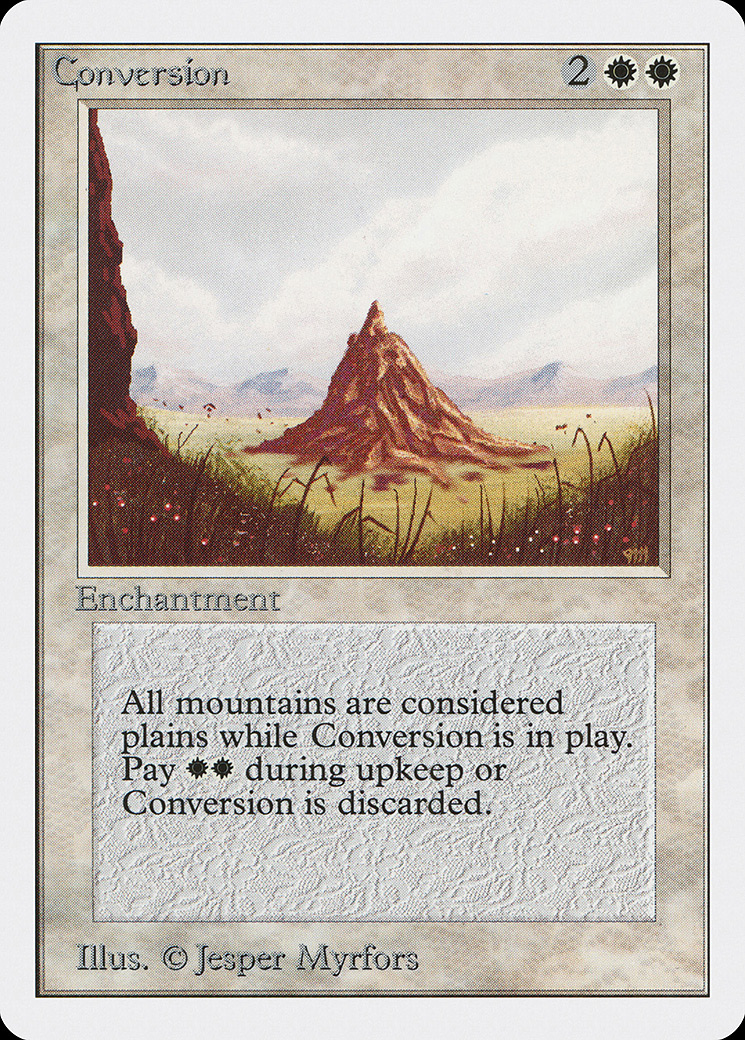 Conversion 2
Enchantment
All mountains are considered
plains while Conversion is in play.
Pay during upkeep or
Conversion is discarded.
Illus. © Jesper Myrfors